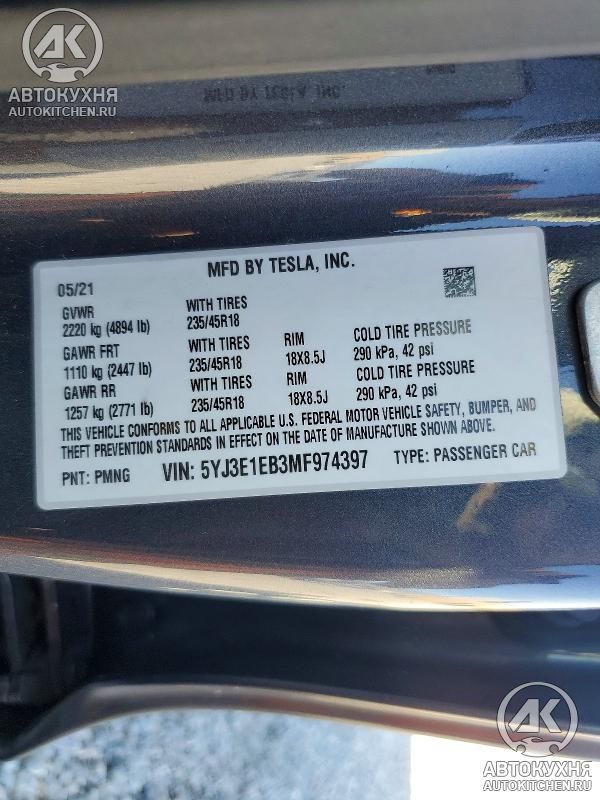 AK
АВТОКУХНЯ
AUTOKITCHEN.RU
MFD BY TESLA, INC.
05/21
GVWR WITH TIRES
2220 kg (4894 lb) 235/45R18
GAWR FRT WITH TIRES RIM COLD TIRE PRESSURE
1110 kg (2447 lb) 235/45R18 18X8.5J 290 kPa, 42 psi
GAWR RR WITH TIRES RIM COLD TIRE PRESSURE
1257 kg (2771 lb) 235/45R18 18X8.5J 290 kPa, 42 psi
THIS VEHICLE CONFORMS TO ALL APPLICABLE U.S. FEDERAL MOTOR VEHICLE SAFETY, BUMPER, AND
THEFT PREVENTION STANDARDS IN EFFECT ON THE DATE OF MANUFACTURE SHOWN ABOVE.
PNT: PMNG VIN: 5YJ3E1EB3MF974397 TYPE: PASSENGER CAR
AK
АВТОКУХНЯ
AUTOKITCHEN.RU